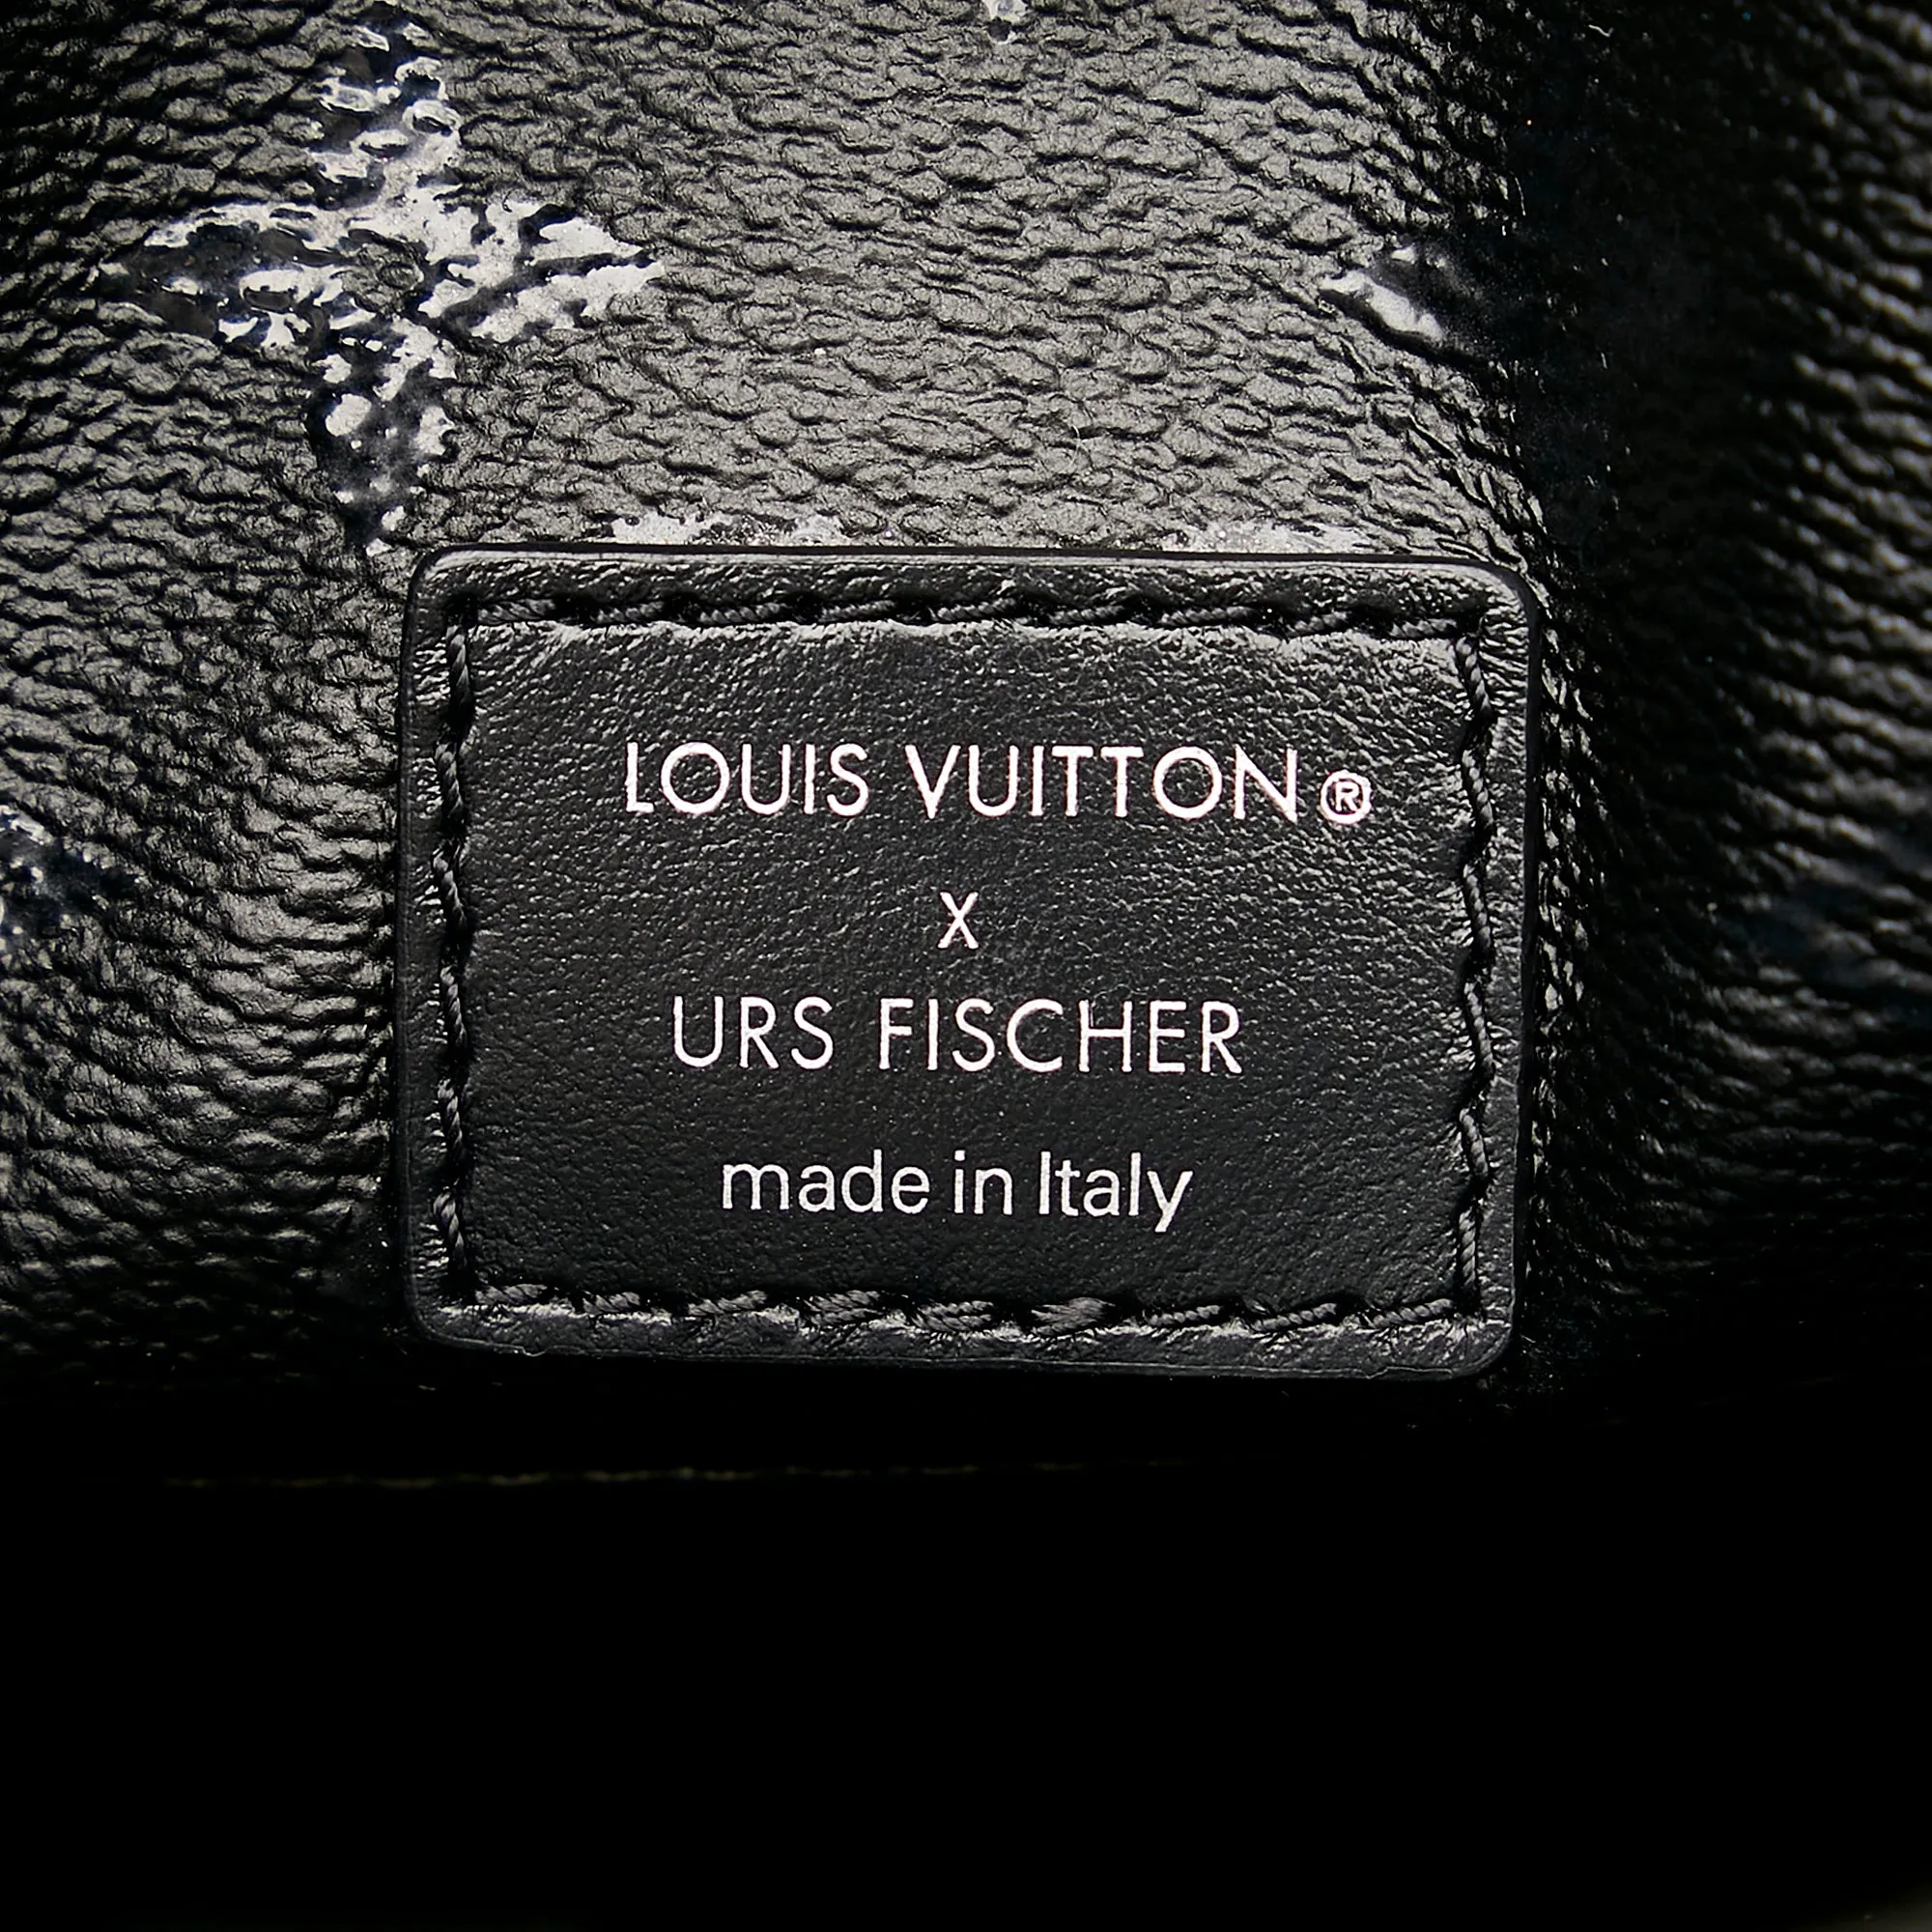 LOUIS VUITTON®
X
URS FISCHER
made in Italy